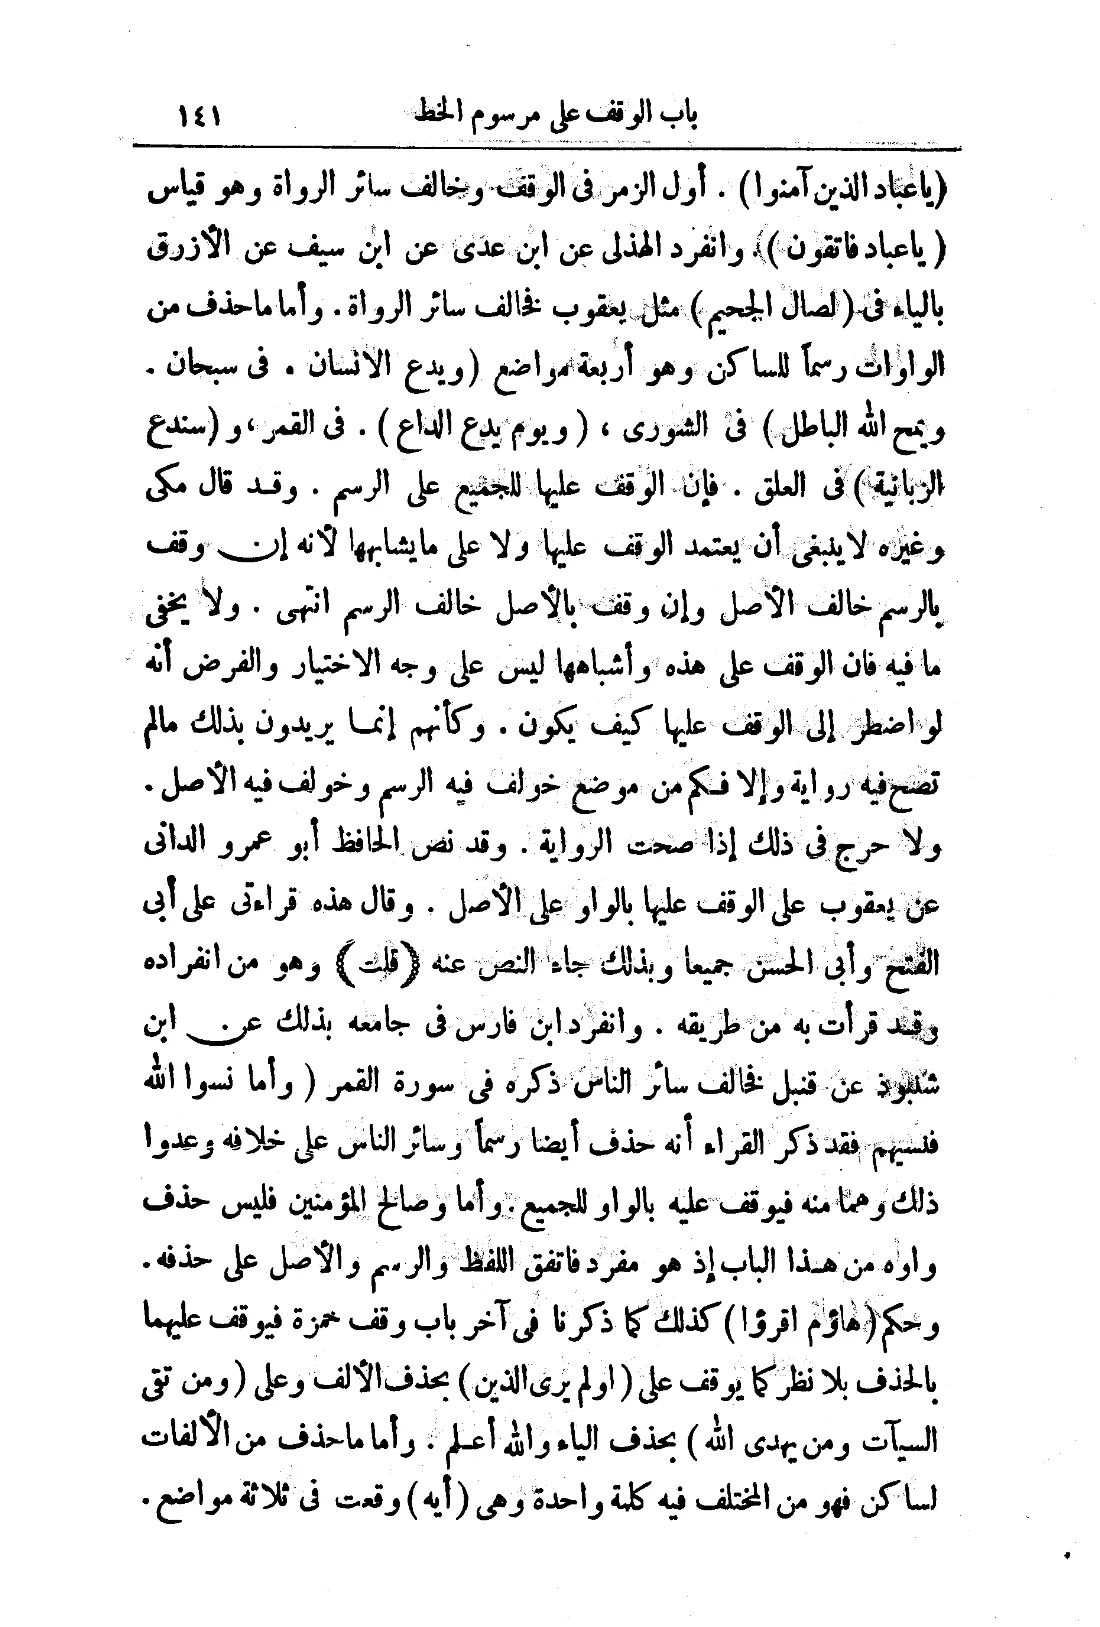 باب الوقف على مرسوم الخط ١٤١
(ياعباد الذين آمنوا) . أول الزمر فى الوقف وخالف سائر الرواة وهو قياس
(ياعباد فاتقون)، وانفرد الهذلى عن ابن عدى عن ابن سيف عن الأزرق
بالياء فى (لصال الجحيم) مثل يعقوب فخالف سائر الرواة . وأما ماحذف من
الواوات رسماً للساكن وهو أربعة مواضع (ويدع الانسان . فى سبحان .
ويمح الله الباطل) فى الشورى ، (ويوم يدع الداع) . فى القمر ، و(سندع
الزبانية) فى العلق . فإن الوقف عليها للجميع على الرسم . وقد قال مكى
وغيره لاينبغى أن يعتمد الوقف عليها ولا على مايشابهها لأنه إن وقف
بالرسم خالف الأصل وإن وقف بالأصل خالف الرسم انتهى . ولا يخفى
ما فيه فان الوقف على هذه وأشباهها ليس على وجه الاختيار والفرض أنه
لو اضطر إلى الوقف عليها كيف يكون . وكأنهم إنما يريدون بذلك مالم
تصح فيه رواية وإلا فكم من موضع خولف فيه الرسم وخولف فيه الأصل .
ولا حرج فى ذلك إذا صحت الرواية . وقد نص الحافظ أبو عمرو الدانى
عن يعقوب على الوقف عليها بالواو على الأصل . وقال هذه قراءتى على أبى
الفتح وأبى الحسن جميعا وبذلك جاء النص عنه (قلت) وهو من انفراده
وقد قرأت به من طريقه . وانفرد ابن فارس فى جامعه بذلك عن ابن
شنبوذ عن قنبل فخالف سائر الناس ذكره فى سورة القمر (وأما نسوا الله
فنسيهم فقد ذكر القراء أنه حذف أيضا رسماً وسائر الناس على خلافه وعدوا
ذلك وهما منه فيوقف عليه بالواو للجميع . وأما وصالح المؤمنين فليس حذف
واوه من هذا الباب إذ هو مفرد فاتفق اللفظ والرسم والأصل على حذفه .
وحكم (هاؤم اقرؤا) كذلك كما ذكرنا فى آخر باب وقف حمزة فيوقف عليهما
بالحذف بلا نظر كما يوقف على (اولم يرى الذين) بحذف الألف وعلى (ومن تقى
السيآت ومن يهدى الله) بحذف الياء والله أعلم . وأما ماحذف من الألفات
لساكن فهو من المختلف فيه كلمة واحدة وهى (أيه) وقعت فى ثلاثة مواضع .